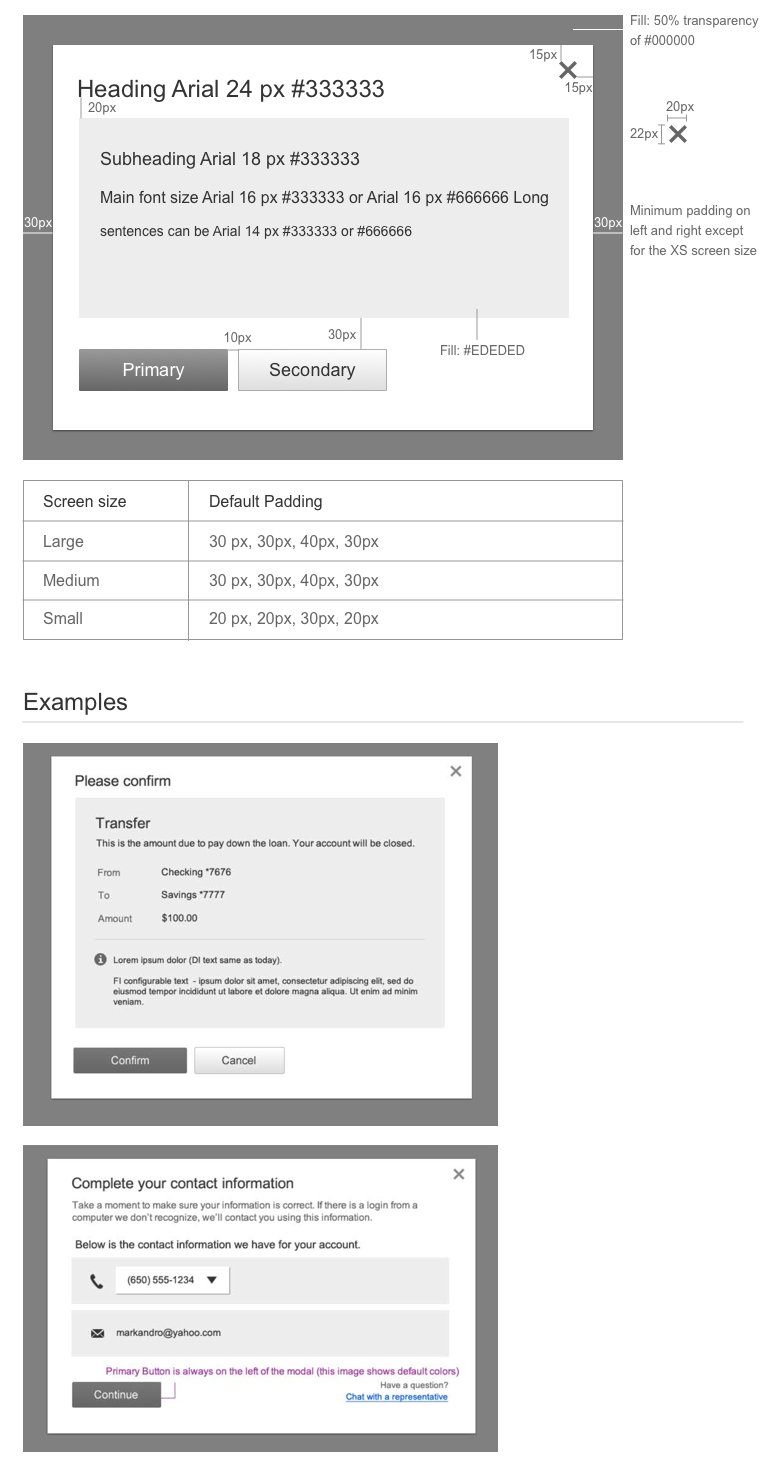 Fill: 50% transparency
of #000000
15px
15px
Heading Arial 24 px #333333
20px
20px
22px
Subheading Arial 18 px #333333
Main font size Arial 16 px #333333 or Arial 16 px #666666 Long
sentences can be Arial 14 px #333333 or #666666
30px
30px
Minimum padding on
left and right except
for the XS screen size
10px
30px
Fill: #EDEDED
Primary
Secondary
Screen size
Default Padding
Large
30 px, 30px, 40px, 30px
Medium
30 px, 30px, 40px, 30px
Small
20 px, 20px, 30px, 20px
Examples
Please confirm
Transfer
This is the amount due to pay down the loan. Your account will be closed.
From
Checking *7676
To
Savings *7777
Amount
$100.00
Lorem ipsum dolor (DI text same as today).
FI configurable text - ipsum dolor sit amet, consectetur adipiscing elit, sed do
eiusmod tempor incididunt ut labore et dolore magna aliqua. Ut enim ad minim
veniam.
Confirm
Cancel
Complete your contact information
Take a moment to make sure your information is correct. If there is a login from a
computer we don't recognize, we'll contact you using this information.
Below is the contact information we have for your account.
(650) 555-1234
markandro@yahoo.com
Primary Button is always on the left of the modal (this image shows default colors)
Continue
Have a question?
Chat with a representative